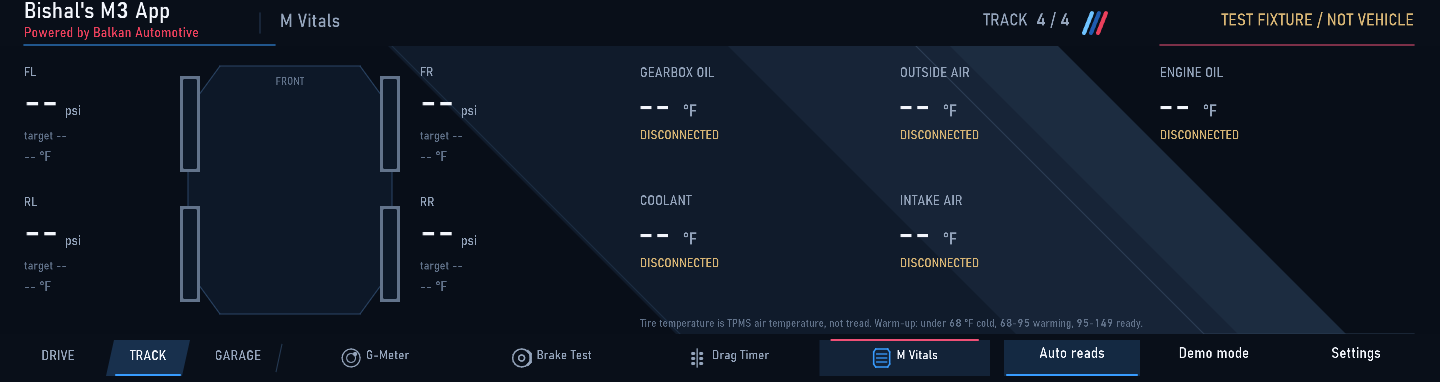 Bishal's M3 App
Powered by Balkan Automotive
M Vitals
TRACK 4 / 4
TEST FIXTURE / NOT VEHICLE
FL
-- psi
target --
-- °F
FRONT
FR
-- psi
target --
-- °F
RL
-- psi
target --
-- °F
RR
-- psi
target --
-- °F
GEARBOX OIL
-- °F
DISCONNECTED
OUTSIDE AIR
-- °F
DISCONNECTED
ENGINE OIL
-- °F
DISCONNECTED
COOLANT
-- °F
DISCONNECTED
INTAKE AIR
-- °F
DISCONNECTED
Tire temperature is TPMS air temperature, not tread. Warm-up: under 68 °F cold, 68-95 warming, 95-149 ready.
DRIVE
TRACK
GARAGE
G-Meter
Brake Test
Drag Timer
M Vitals
Auto reads
Demo mode
Settings